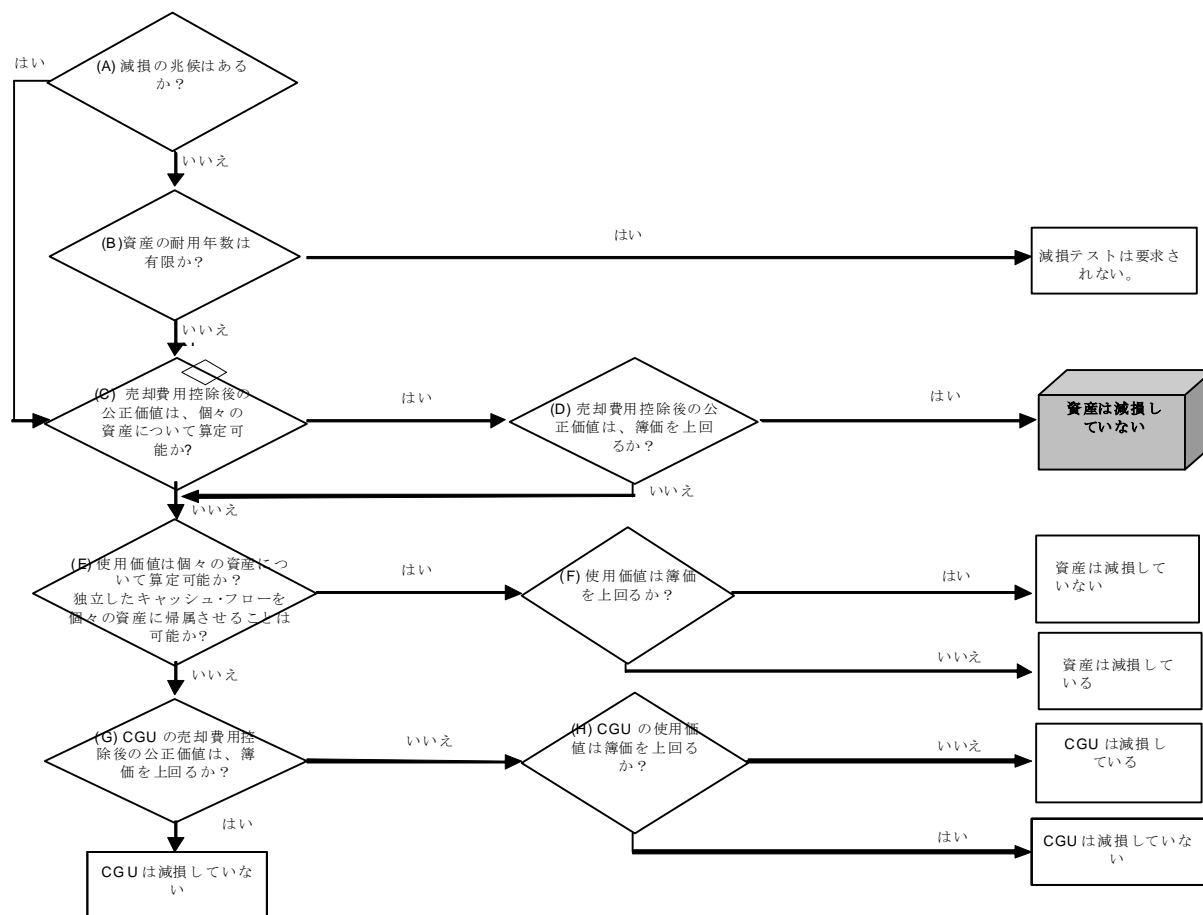 はい
(A) 減損の兆候はある
か？
いいえ
(B)資産の耐用年数は
有限か？
はい
減損テストは要求さ
れない。
いいえ
(C) 売却費用控除後の
公正価値は、個々の
資産について算定可
能か?
はい
(D) 売却費用控除後の公
正価値は、簿価を上回
るか？
はい
資産は減損し
ていない
いいえ
いいえ
(E) 使用価値は個々の資産につ
いて算定可能か？
独立したキャッシュ・フローを
個々の資産に帰属させることは
可能か？
はい
(F) 使用価値は簿価
を上回るか？
はい
資産は減損して
いない
いいえ
資産は減損して
いる
いいえ
(G) CGU の売却費用控
除後の公正価値は、簿
価を上回るか？
いいえ
(H) CGU の使用価
値は簿価を上回る
か？
いいえ
CGU は減損し
ている
はい
CGU は減損していな
い
はい
CGU は減損していな
い